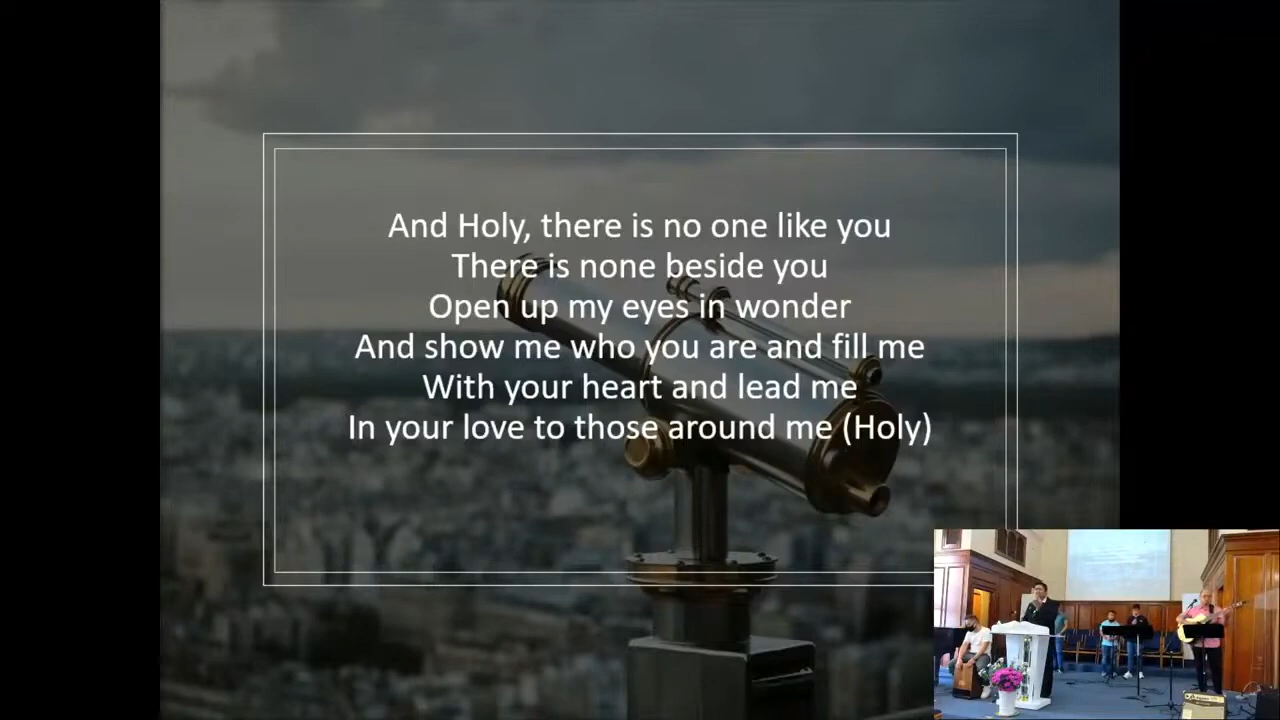 And Holy, there is no one like you
There is none beside you
Open up my eyes in wonder
And show me who you are and fill me
With your heart and lead me
In your love to those around me (Holy)